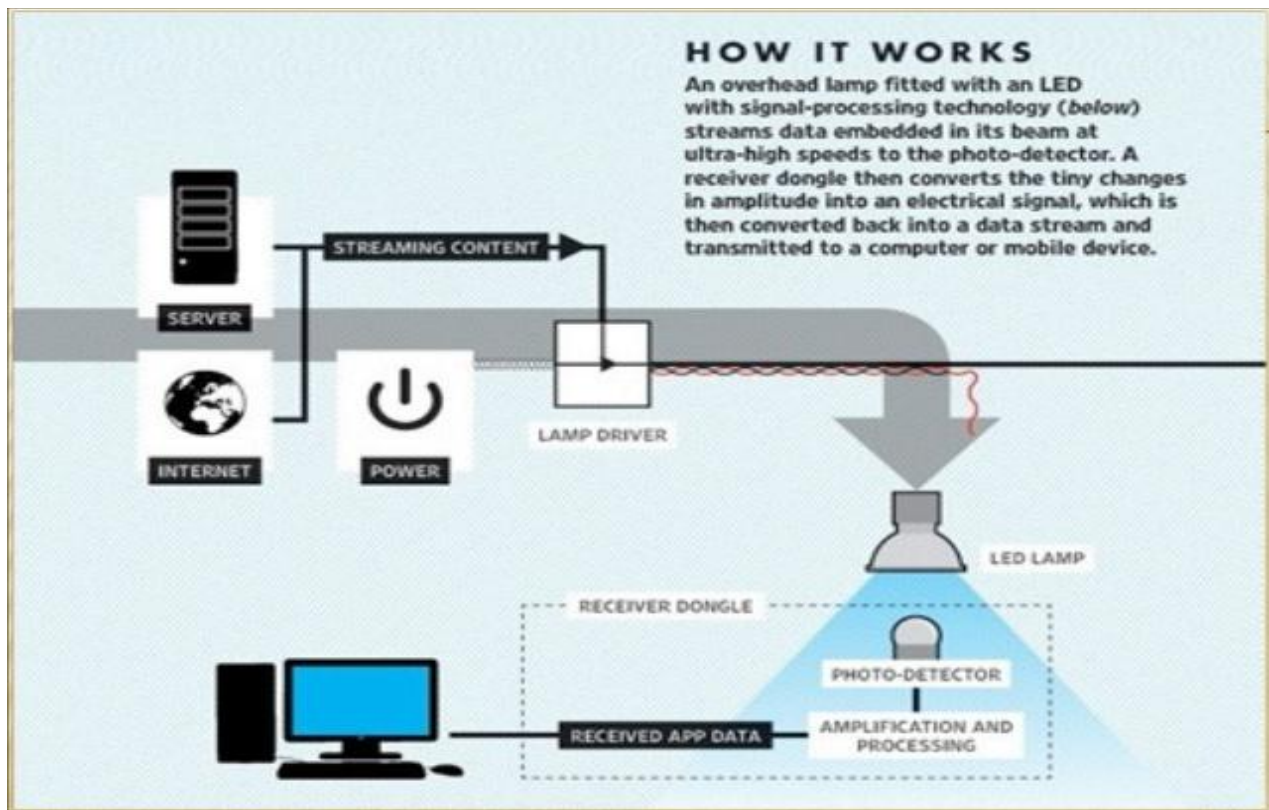 HOW IT WORKS
An overhead lamp fitted with an LED
with signal-processing technology (below)
streams data embedded in its beam at
ultra-high speeds to the photo-detector. A
receiver dongle then converts the tiny changes
in amplitude into an electrical signal, which is
then converted back into a data stream and
transmitted to a computer or mobile device.
STREAMING CONTENT
SERVER
INTERNET
POWER
LAMP DRIVER
LED LAMP
RECEIVER DONGLE
PHOTO-DETECTOR
RECEIVED APP DATA
AMPLIFICATION AND
PROCESSING